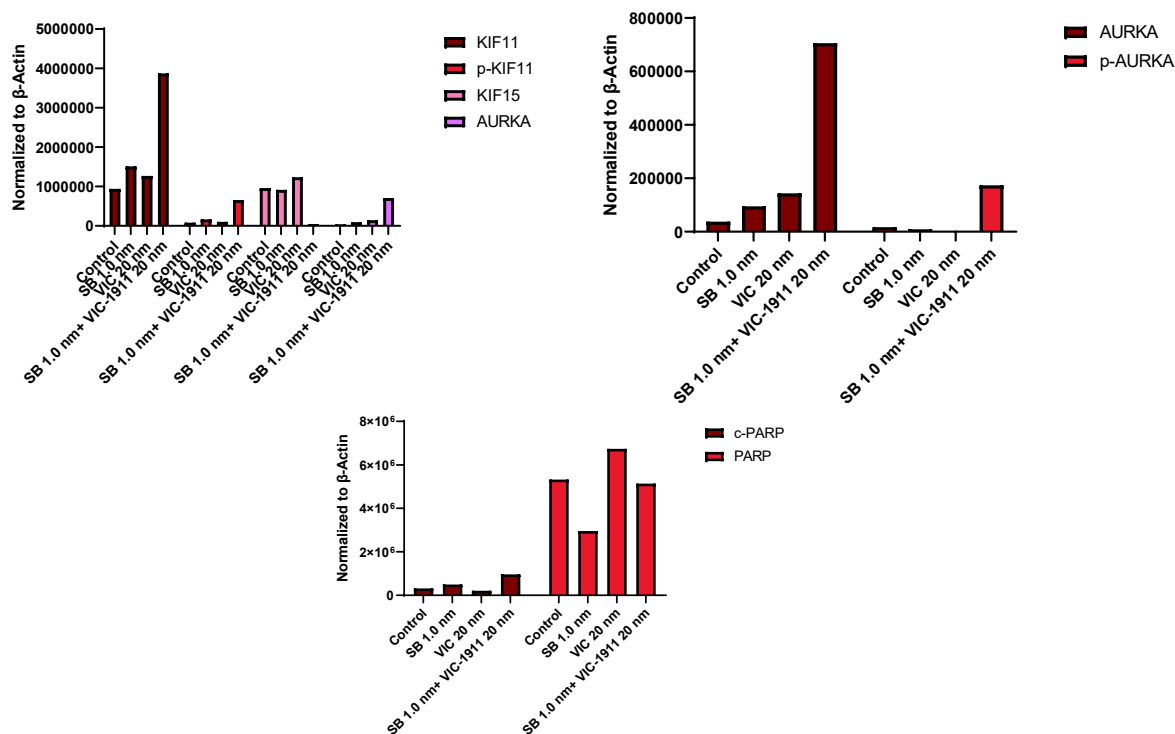 Normalized to β-Actin
5000000
4000000
3000000
2000000
1000000
0
Control
SB 1.0 nm
VIC 20 nm
SB 1.0 nm+ VIC-1911 20 nm
Control
SB 1.0 nm
VIC 20 nm
SB 1.0 nm+ VIC-1911 20 nm
Control
SB 1.0 nm
VIC 20 nm
SB 1.0 nm+ VIC-1911 20 nm
Control
SB 1.0 nm
VIC 20 nm
SB 1.0 nm+ VIC-1911 20 nm
KIF11
p-KIF11
KIF15
AURKA
Normalized to β-Actin
800000
600000
400000
200000
0
Control
SB 1.0 nm
VIC 20 nm
SB 1.0 nm+ VIC-1911 20 nm
Control
SB 1.0 nm
VIC 20 nm
SB 1.0 nm+ VIC-1911 20 nm
AURKA
p-AURKA
Normalized to β-Actin
8×10⁶
6×10⁶
4×10⁶
2×10⁶
0
Control
SB 1.0 nm
VIC 20 nm
SB 1.0 nm+ VIC-1911 20 nm
Control
SB 1.0 nm
VIC 20 nm
SB 1.0 nm+ VIC-1911 20 nm
c-PARP
PARP